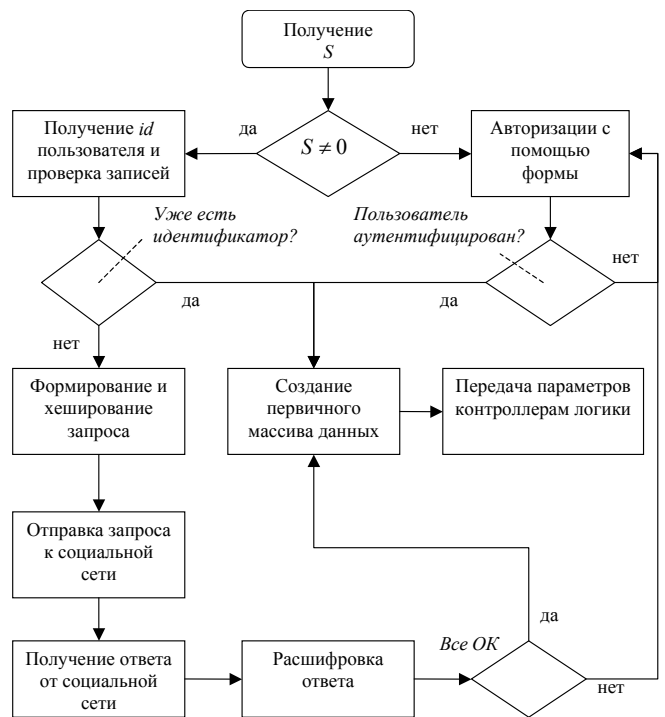 Получение
S
да
S ≠ 0
нет
Получение id
пользователя и
проверка записей
Авторизации с
помощью
формы
Уже есть
идентификатор?
Пользователь
аутентифицирован?
нет
да
да
нет
Формирование и
хеширование
запроса
Создание
первичного
массива данных
Передача параметров
контроллерам логики
Отправка запроса
к социальной
сети
да
Получение ответа
от социальной
сети
Расшифровка
ответа
Все ОК
нет